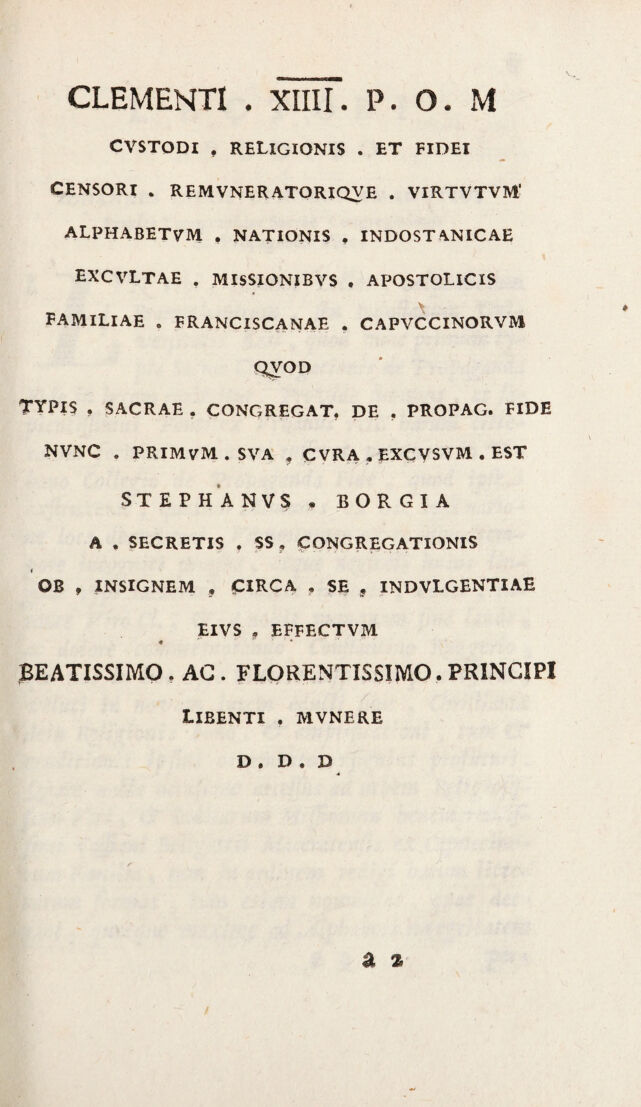 CLEMENTI . XIIII. P. O. M
CVSTODI . RELIGIONIS . ET FIDEI
CENSORI . REMVNERATORIQVE . VIRTVTVM
ALPHABETVM . NATIONIS . INDOSTANICAE
EXCVLTAE . MISSIONIBVS . APOSTOLICIS
FAMILIAE . FRANCISCANAE . CAPVCCINORVM
QVOD
TYPIS . SACRAE . CONGREGAT. DE . PROPAG. FIDE
NVNC . PRIMVM . SVA . CVRA . EXCVSVM . EST
STEPHANVS . BORGIA
A . SECRETIS . SS. CONGREGATIONIS
OB . INSIGNEM . CIRCA . SE . INDVLGENTIAE
EIVS . EFFECTVM
BEATISSIMO. AC. FLORENTISSIMO. PRINCIPI
LIBENTI . MVNERE
D. D. D
a 2